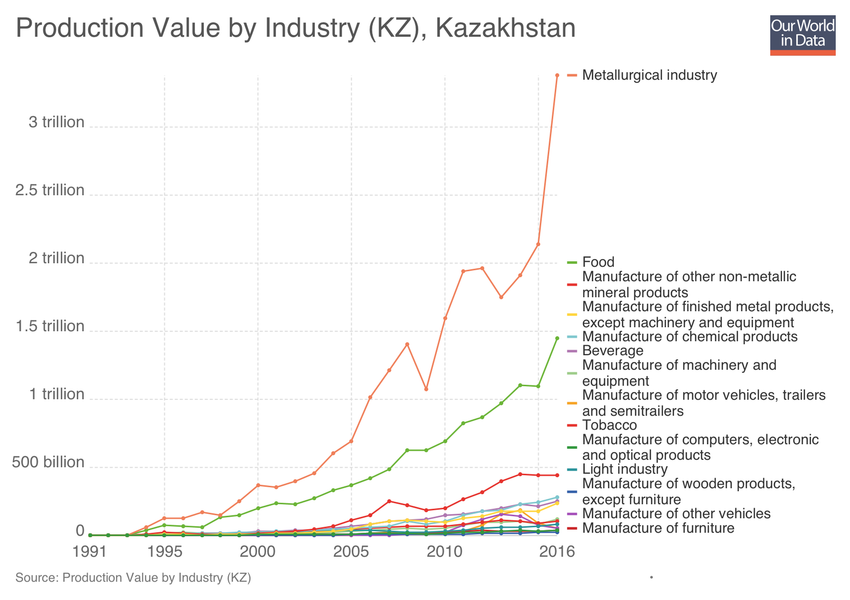 Production Value by Industry (KZ), Kazakhstan
Our World
in Data
3 trillion
2.5 trillion
2 trillion
1.5 trillion
1 trillion
500 billion
0
1991
1995
2000
2005
2010
2016
Metallurgical industry
Food
Manufacture of other non-metallic
mineral products
Manufacture of finished metal products,
except machinery and equipment
Manufacture of chemical products
Beverage
Manufacture of machinery and
equipment
Manufacture of motor vehicles, trailers
and semitrailers
Tobacco
Manufacture of computers, electronic
and optical products
Light industry
Manufacture of wooden products,
except furniture
Manufacture of other vehicles
Manufacture of furniture
Source: Production Value by Industry (KZ)